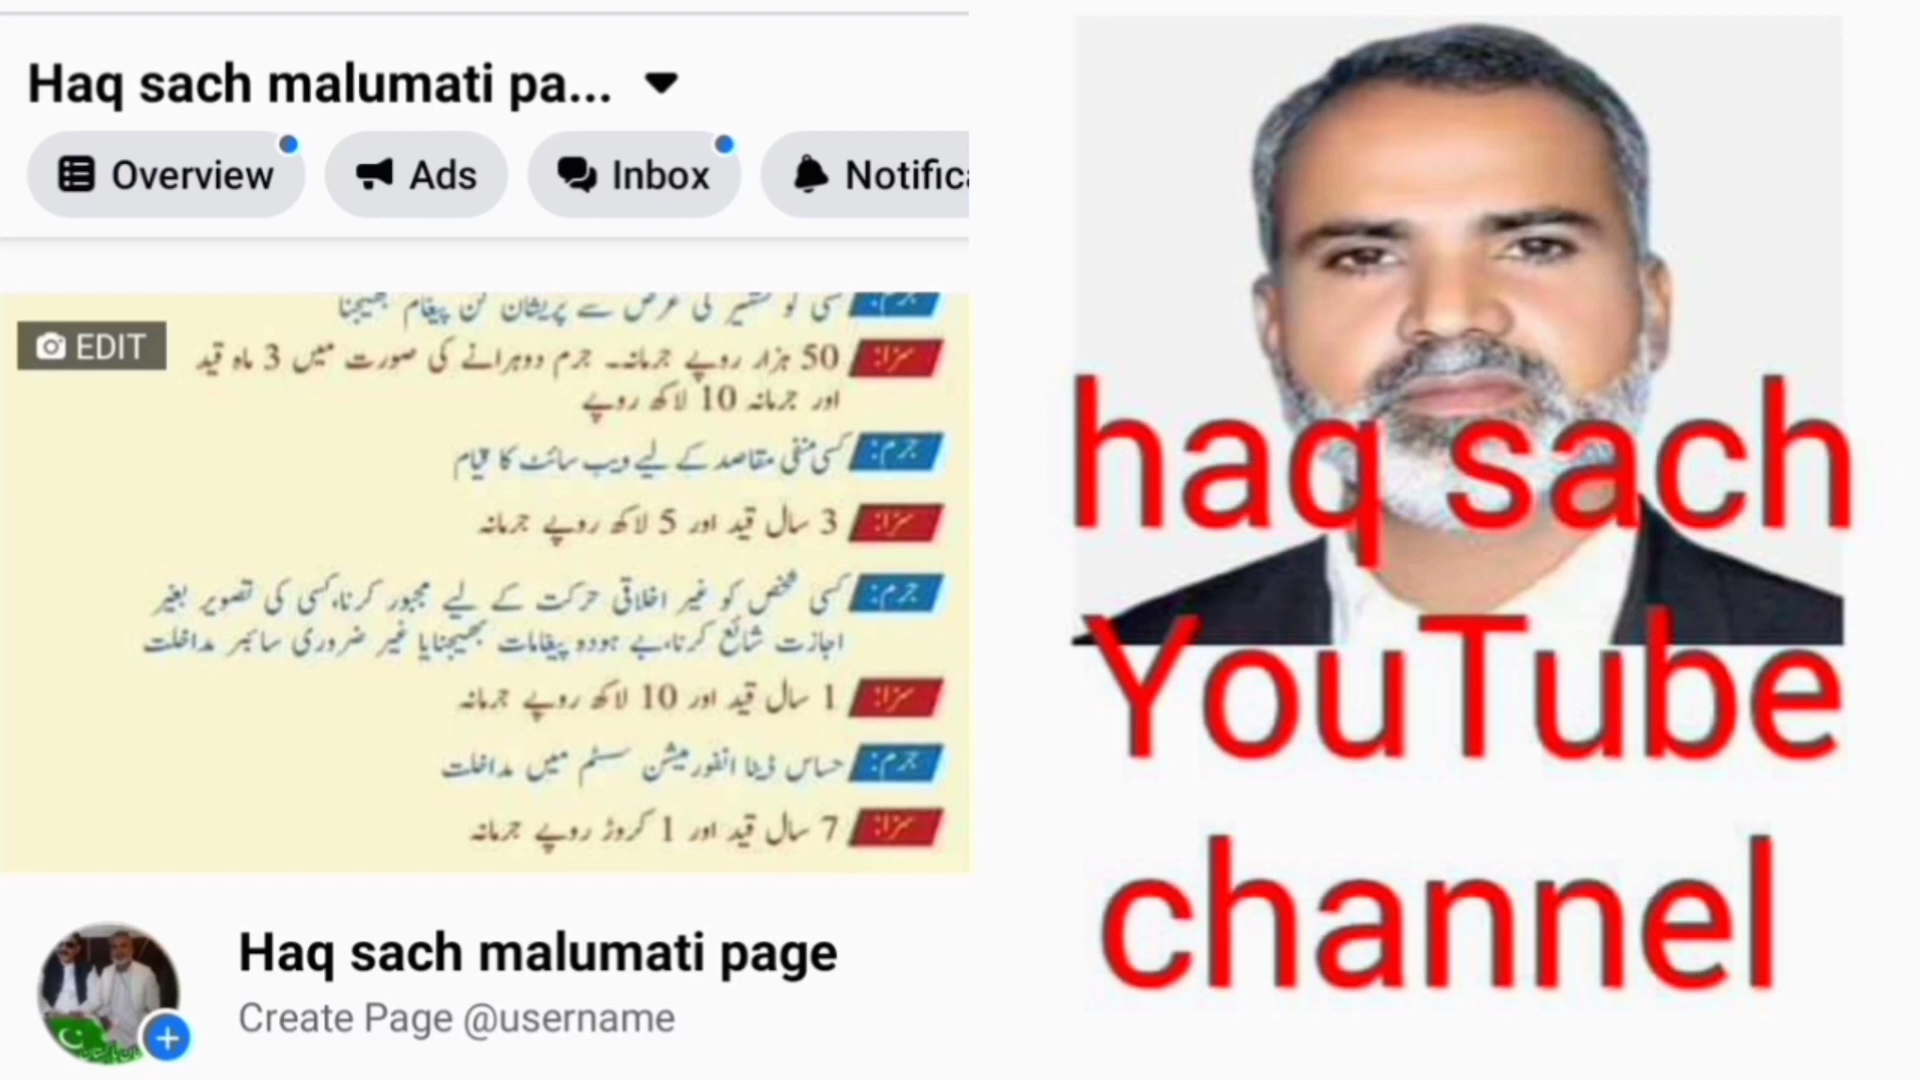 Haq sach malumati pa...
Overview
Ads
Inbox
Notifica
EDIT
جرم: کسی کو تشہیر کی غرض سے پریشان کن پیغام بھیجنا
سزا: 50 ہزار روپے جرمانہ۔ جرم دوہرانے کی صورت میں 3 ماہ قید
اور جرمانہ 10 لاکھ روپے
جرم: کسی منفی مقاصد کے لیے ویب سائٹ کا قیام
سزا: 3 سال قید اور 5 لاکھ روپے جرمانہ
جرم: کسی شخص کو غیر اخلاقی حرکت کے لیے مجبور کرنا، کسی کی تصویر بغیر
اجازت شائع کرنا، بے ہودہ پیغامات بھیجنا یا غیر ضروری سائبر مداخلت
سزا: 1 سال قید اور 10 لاکھ روپے جرمانہ
جرم: حساس ڈیٹا انفورمیشن سسٹم میں مداخلت
سزا: 7 سال قید اور 1 کروڑ روپے جرمانہ
Haq sach malumati page
Create Page @username
haq sach
YouTube
channel